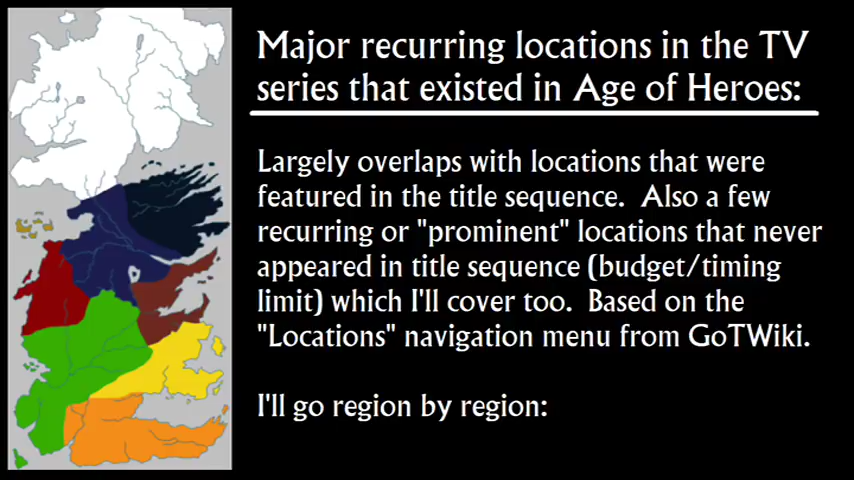 Major recurring locations in the TV
series that existed in Age of Heroes:
Largely overlaps with locations that were
featured in the title sequence.  Also a few
recurring or "prominent" locations that never
appeared in title sequence (budget/timing
limit) which I'll cover too.  Based on the
"Locations" navigation menu from GoTWiki.
I'll go region by region: